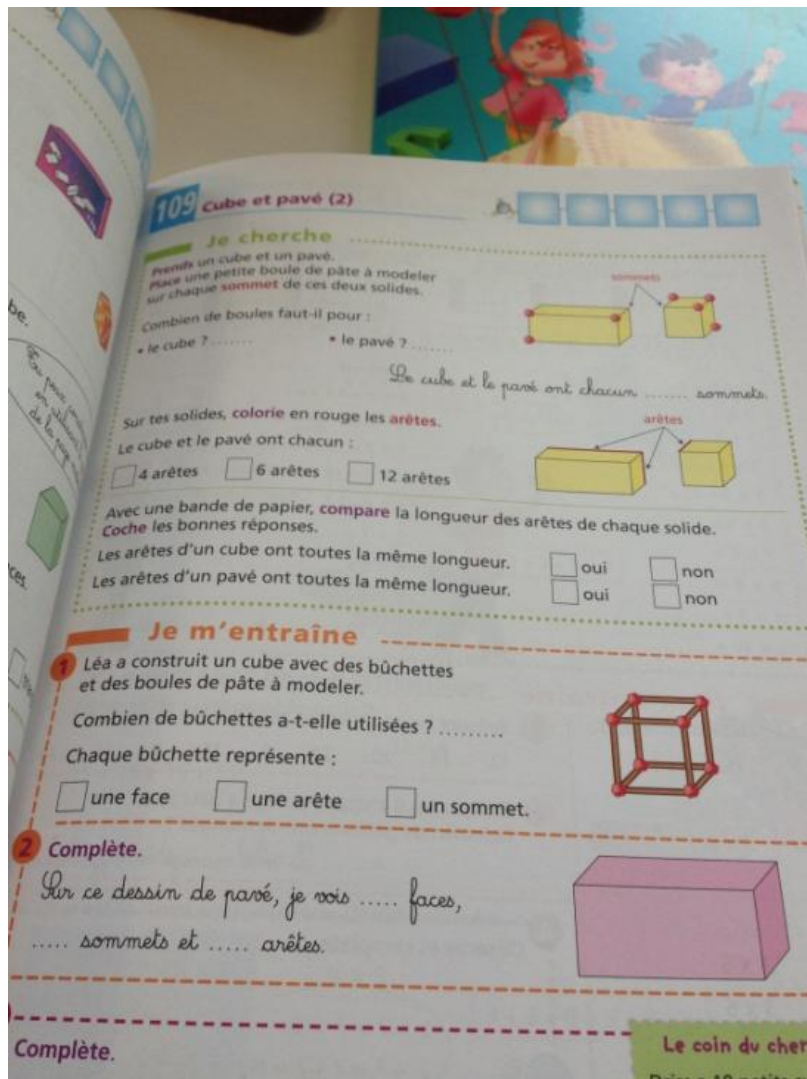 109 Cube et pavé (2)
Je cherche
Prends un cube et un pavé.
Place une petite boule de pâte à modeler
sur chaque sommet de ces deux solides.
sommets
Combien de boules faut-il pour :
• le cube ? ....... • le pavé ? .......
Le cube et le pavé ont chacun ....... sommets.
Sur tes solides, colorie en rouge les arêtes.
arêtes
Le cube et le pavé ont chacun :
4 arêtes 6 arêtes 12 arêtes
Avec une bande de papier, compare la longueur des arêtes de chaque solide.
Coche les bonnes réponses.
Les arêtes d'un cube ont toutes la même longueur. oui non
Les arêtes d'un pavé ont toutes la même longueur. oui non
Je m'entraîne
1 Léa a construit un cube avec des bûchettes
et des boules de pâte à modeler.
Combien de bûchettes a-t-elle utilisées ? .........
Chaque bûchette représente :
une face une arête un sommet.
2 Complète.
Sur ce dessin de pavé, je vois ..... faces,
..... sommets et ..... arêtes.
Complète.
Le coin du cher
be.
ces.